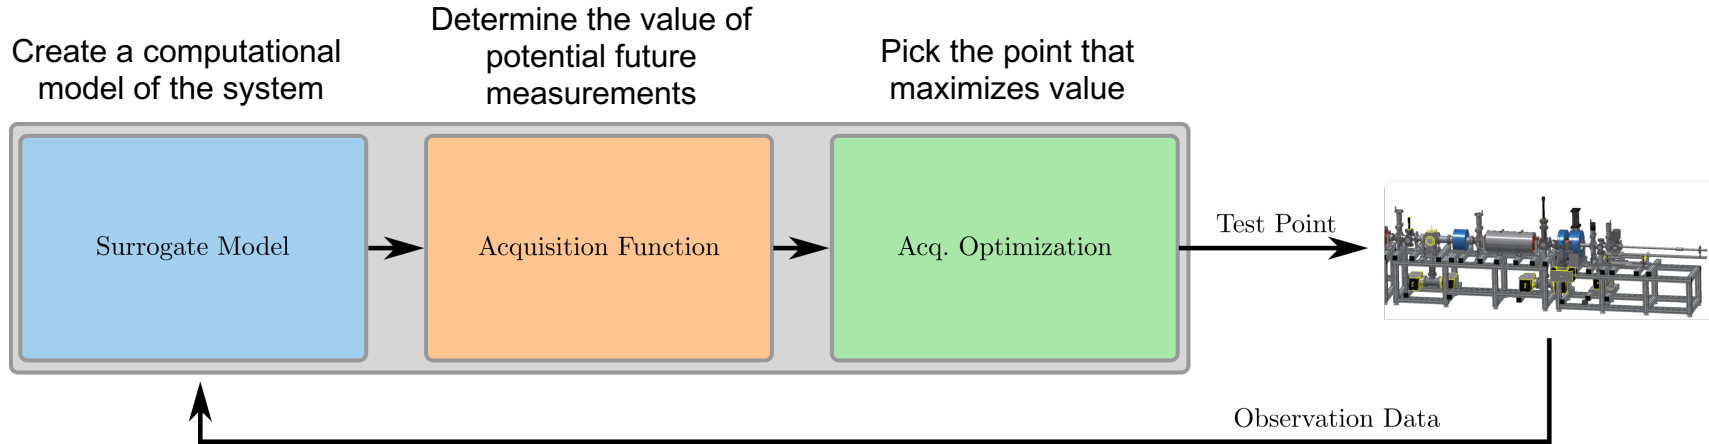 Create a computational
model of the system
Determine the value of
potential future
measurements
Pick the point that
maximizes value
Surrogate Model
Acquisition Function
Acq. Optimization
Test Point
Observation Data